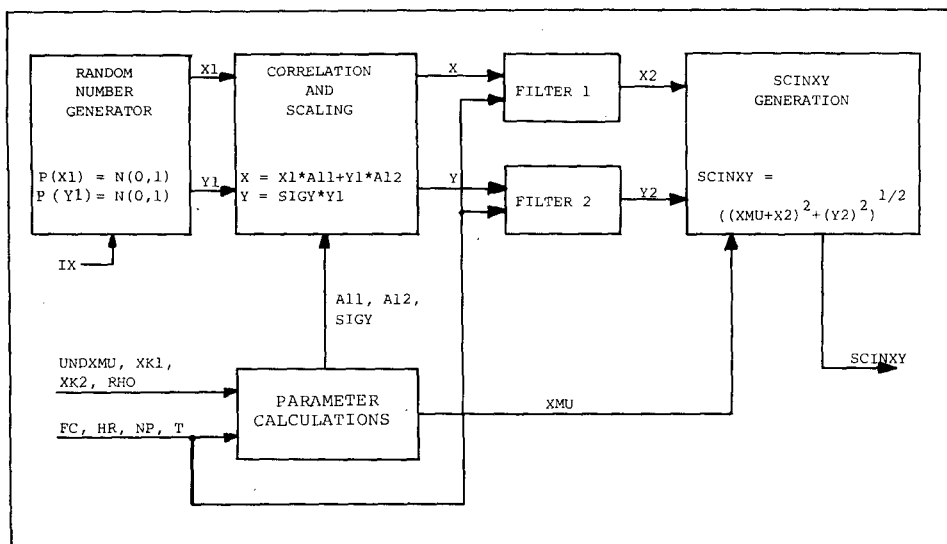 RANDOM
NUMBER
GENERATOR
P(X1) = N(0,1)
P(Y1) = N(0,1)
IX
X1
Y1
CORRELATION
AND
SCALING
X = X1*A11+Y1*A12
Y = SIGY*Y1
X
Y
FILTER 1
FILTER 2
X2
Y2
SCINXY
GENERATION
SCINXY =
((XMU+X2)²+(Y2)²)^1/2
A11, A12,
SIGY
UNDXMU, XK1,
XK2, RHO
FC, HR, NP, T
PARAMETER
CALCULATIONS
XMU
SCINXY